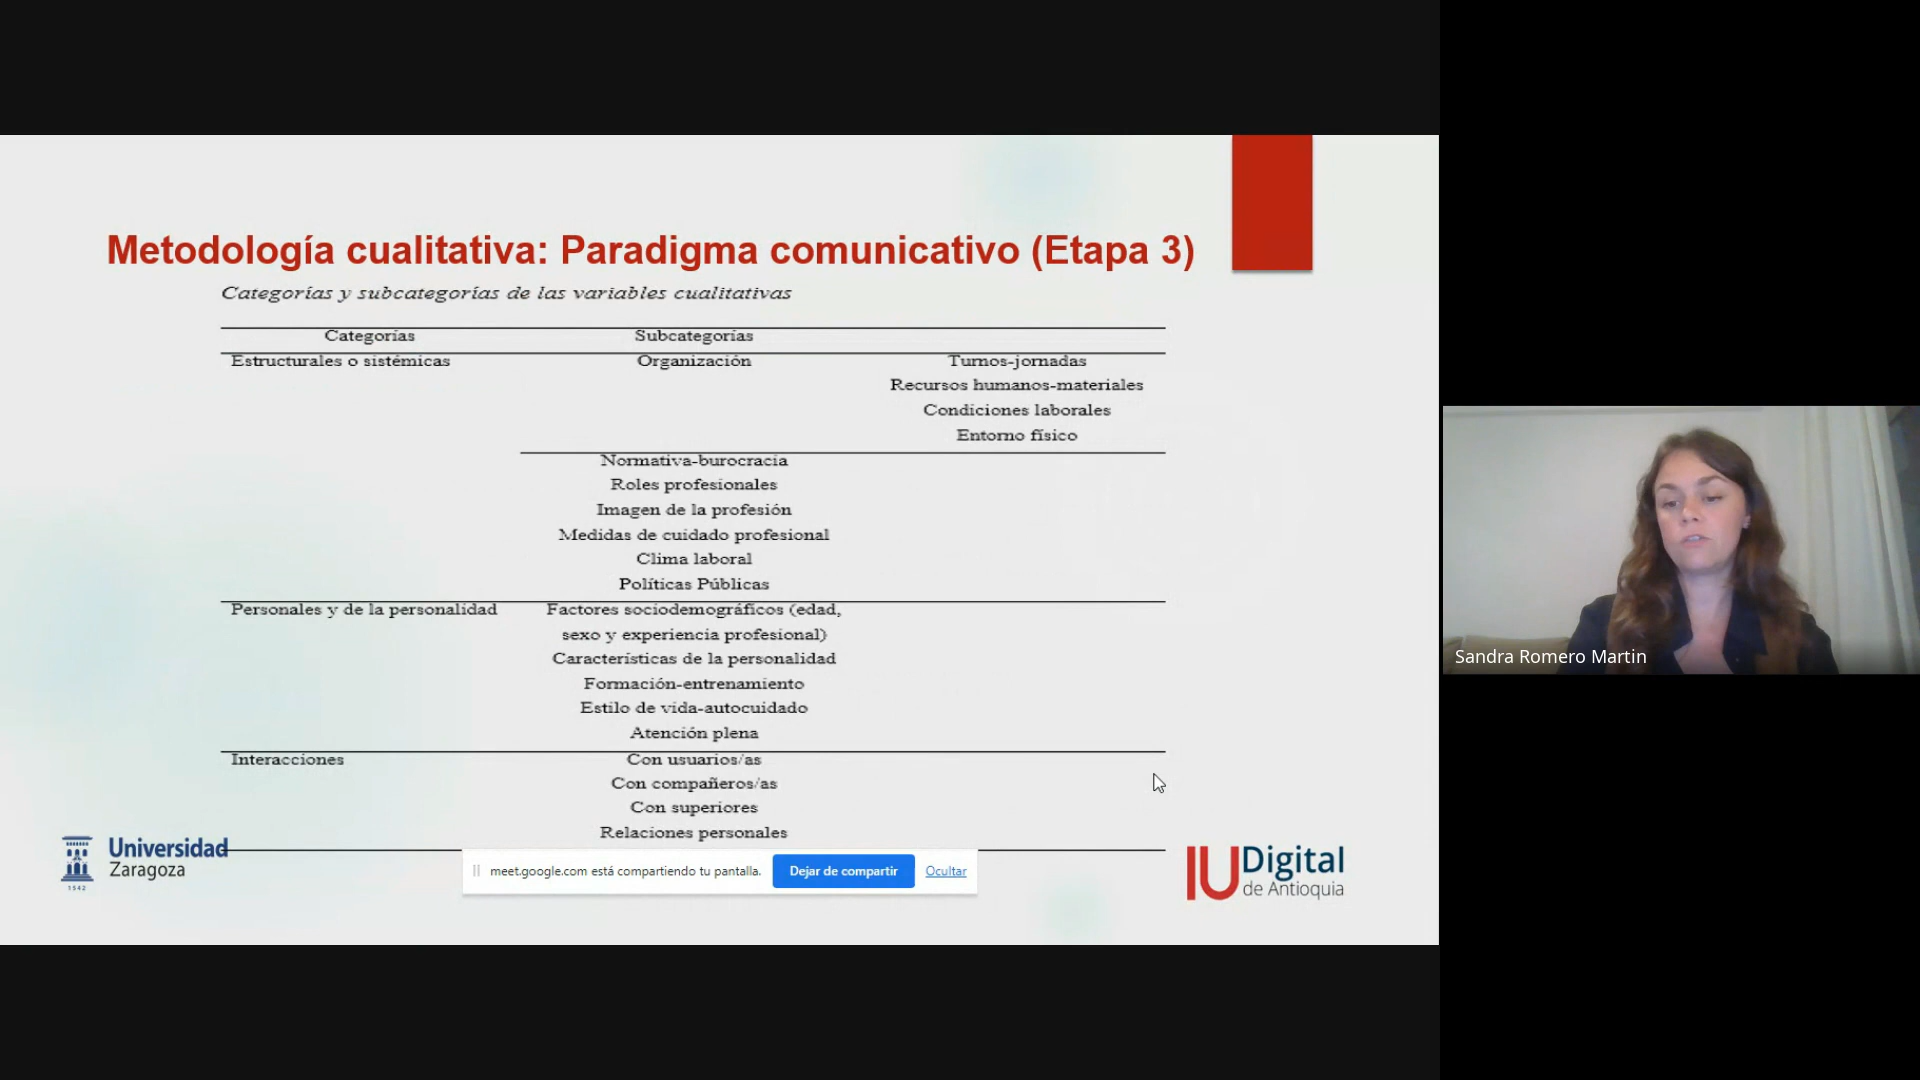 Metodología cualitativa: Paradigma comunicativo (Etapa 3)
Categorías y subcategorías de las variables cualitativas
Categorías Subcategorías
Estructurales o sistémicas Organización Turnos-jornadas
Recursos humanos-materiales
Condiciones laborales
Entorno físico
Normativa-burocracia
Roles profesionales
Imagen de la profesión
Medidas de cuidado profesional
Clima laboral
Políticas Públicas
Personales y de la personalidad Factores sociodemográficos (edad,
sexo y experiencia profesional)
Características de la personalidad
Formación-entrenamiento
Estilo de vida-autocuidado
Atención plena
Interacciones Con usuarios/as
Con compañeros/as
Con superiores
Relaciones personales
Universidad
Zaragoza
1542
meet.google.com está compartiendo tu pantalla. Dejar de compartir Ocultar
IU Digital
de Antioquia
Sandra Romero Martin